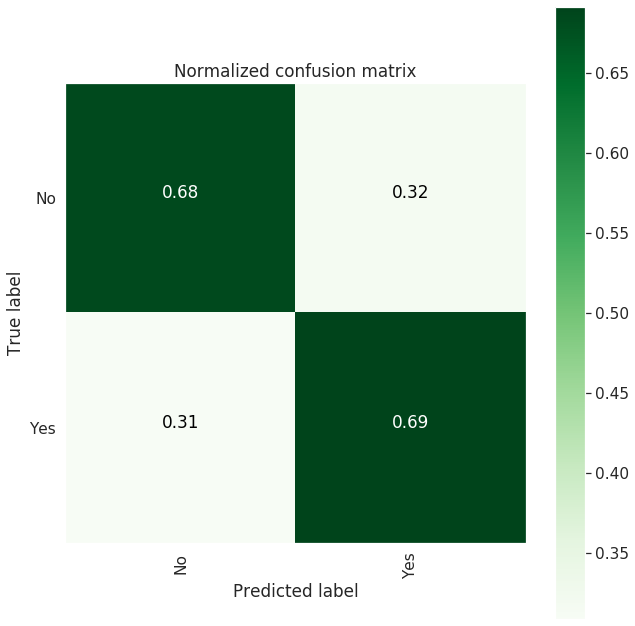 Normalized confusion matrix
True label
No
0.68
0.32
Yes
0.31
0.69
No
Yes
Predicted label
0.65
0.60
0.55
0.50
0.45
0.40
0.35